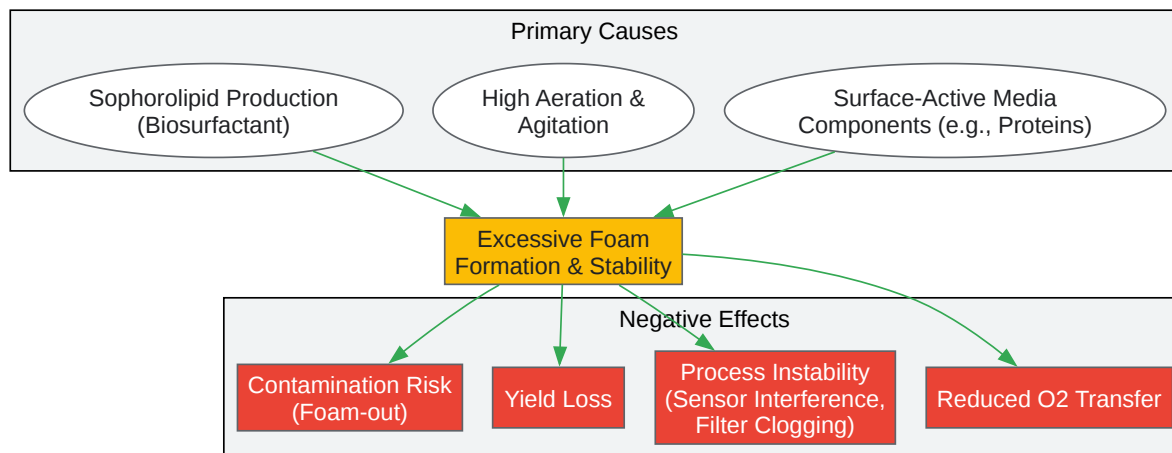 Primary Causes
Sophorolipid Production
(Biosurfactant)
High Aeration &
Agitation
Surface-Active Media
Components (e.g., Proteins)
Excessive Foam
Formation & Stability
Negative Effects
Contamination Risk
(Foam-out)
Yield Loss
Process Instability
(Sensor Interference,
Filter Clogging)
Reduced O2 Transfer